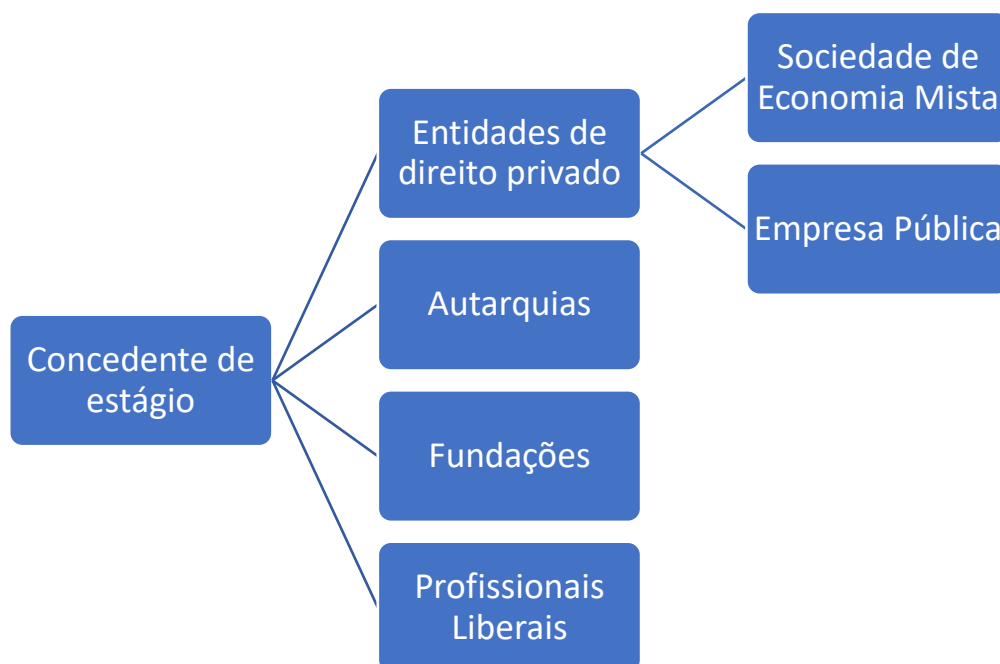 Concedente de
estágio
Entidades de
direito privado
Sociedade de
Economia Mista
Empresa Pública
Autarquias
Fundações
Profissionais
Liberais